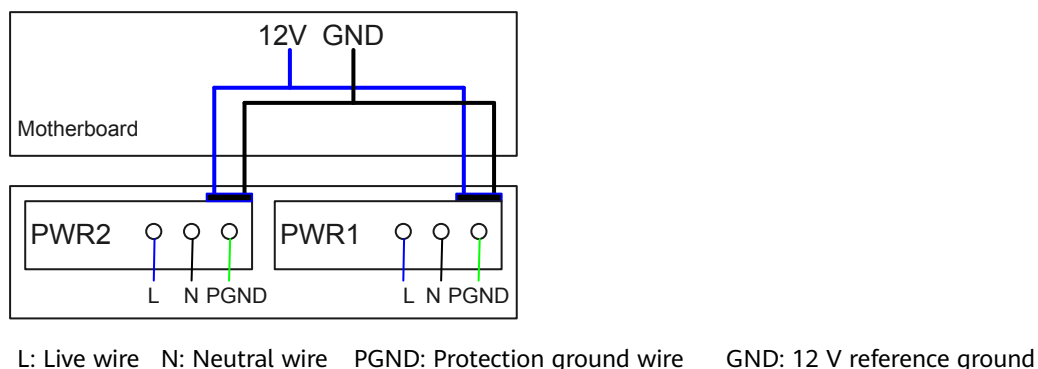 12V GND
Motherboard
PWR2 PWR1
L N PGND L N PGND
L: Live wire N: Neutral wire PGND: Protection ground wire GND: 12 V reference ground